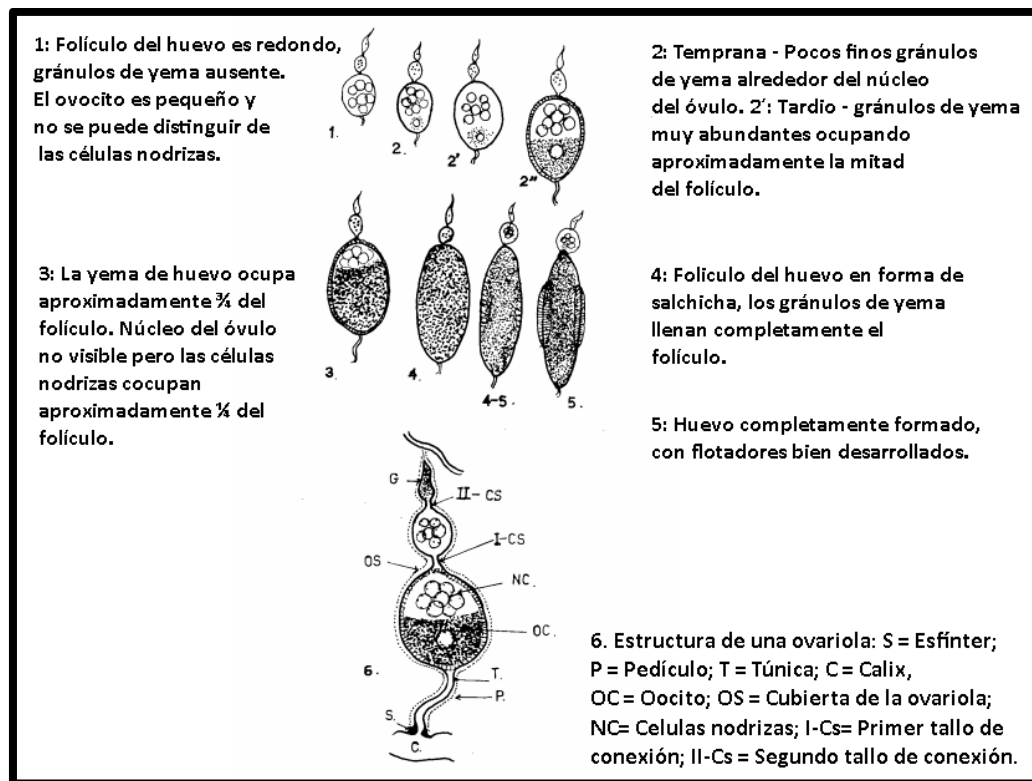 1: Folículo del huevo es redondo,
gránulos de yema ausente.
El ovocito es pequeño y
no se puede distinguir de
las células nodrizas.
2: Temprana - Pocos finos gránulos
de yema alrededor del núcleo
del óvulo. 2´: Tardio - gránulos de yema
muy abundantes ocupando
aproximadamente la mitad
del folículo.
1.
2.
2'
2"
3: La yema de huevo ocupa
aproximadamente ¾ del
folículo. Núcleo del óvulo
no visible pero las células
nodrizas cocupan
aproximadamente ¼ del
folículo.
4: Foliculo del huevo en forma de
salchicha, los gránulos de yema
llenan completamente el
folículo.
3.
4.
4-5.
5.
5: Huevo completamente formado,
con flotadores bien desarrollados.
G
II-CS
I-CS
OS
NC.
OC.
6.
T.
P.
S.
C.
6. Estructura de una ovariola: S = Esfínter;
P = Pedículo; T = Túnica; C = Calix,
OC = Oocito; OS = Cubierta de la ovariola;
NC= Celulas nodrizas; I-Cs= Primer tallo de
conexión; II-Cs = Segundo tallo de conexión.